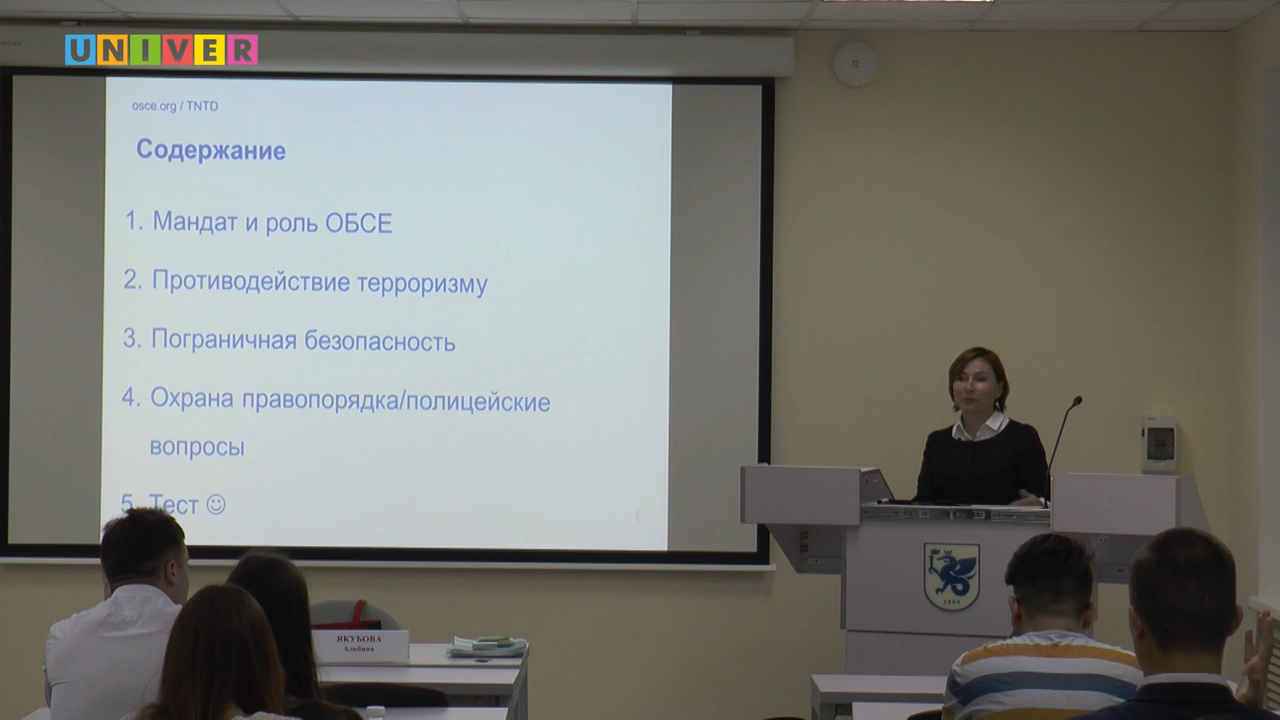 UNIVER
osce.org / TNTD
Содержание
1. Мандат и роль ОБСЕ
2. Противодействие терроризму
3. Пограничная безопасность
4. Охрана правопорядка/полицейские
вопросы
5. Тест ☺
ЯКУБОВА
Альбина
1804